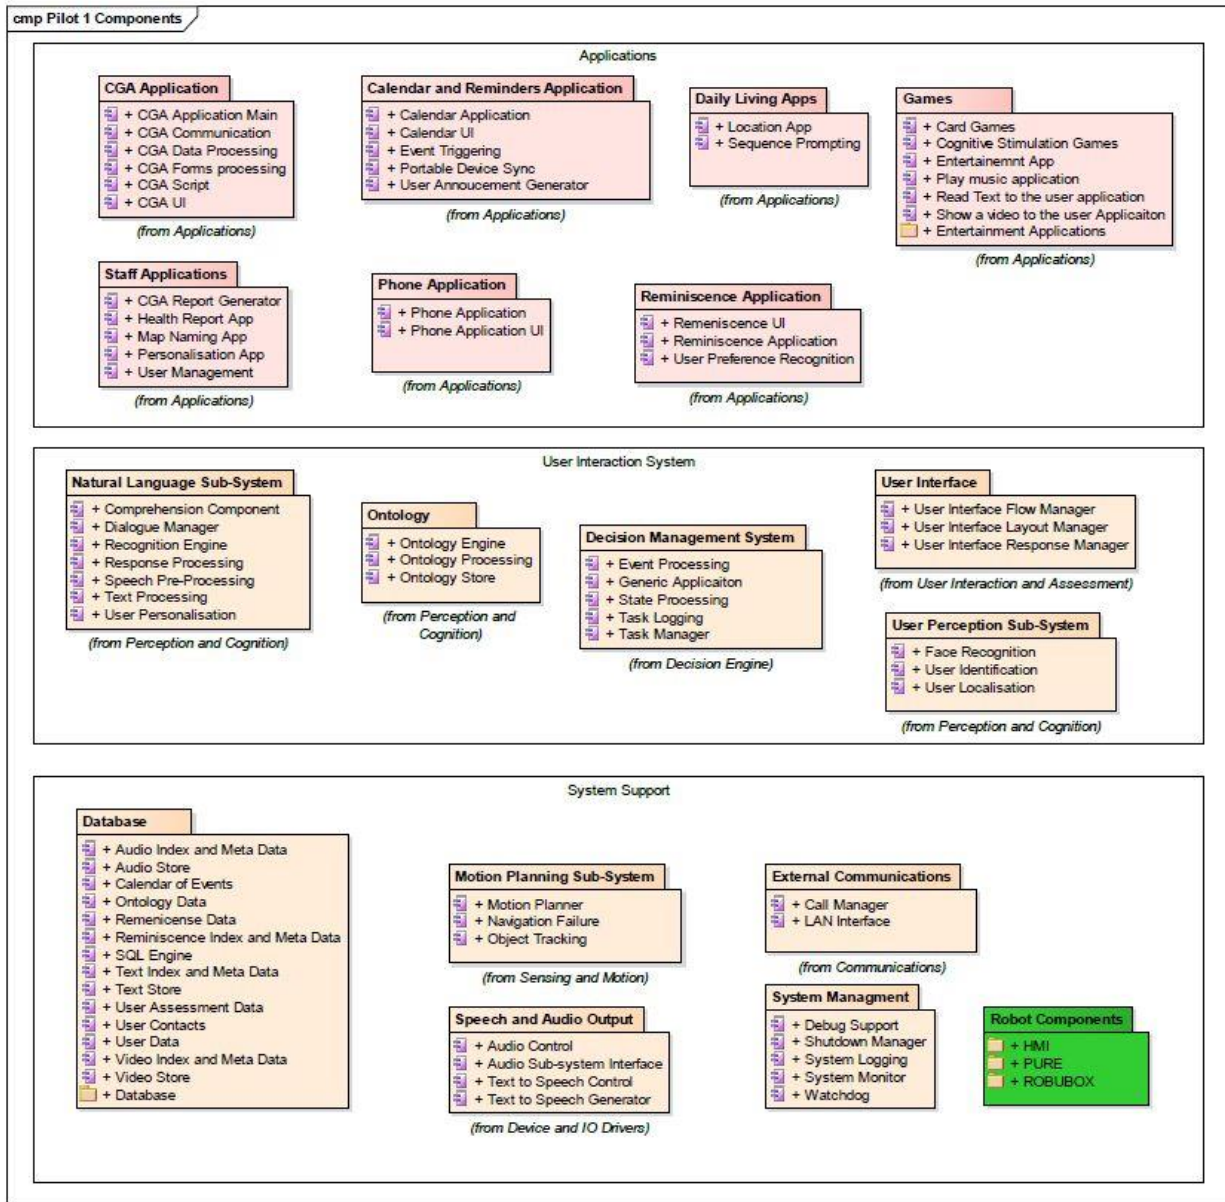 cmp Pilot 1 Components
Applications
CGA Application
+ CGA Application Main
+ CGA Communication
+ CGA Data Processing
+ CGA Forms processing
+ CGA Script
+ CGA UI
(from Applications)
Calendar and Reminders Application
+ Calendar Application
+ Calendar UI
+ Event Triggering
+ Portable Device Sync
+ User Annoucement Generator
(from Applications)
Daily Living Apps
+ Location App
+ Sequence Prompting
(from Applications)
Games
+ Card Games
+ Cognitive Stimulation Games
+ Entertainemnt App
+ Play music application
+ Read Text to the user application
+ Show a video to the user Applicaiton
+ Entertainment Applications
(from Applications)
Staff Applications
+ CGA Report Generator
+ Health Report App
+ Map Naming App
+ Personalisation App
+ User Management
(from Applications)
Phone Application
+ Phone Application
+ Phone Application UI
(from Applications)
Reminiscence Application
+ Remeniscence UI
+ Reminiscence Application
+ User Preference Recognition
(from Applications)
User Interaction System
Natural Language Sub-System
+ Comprehension Component
+ Dialogue Manager
+ Recognition Engine
+ Response Processing
+ Speech Pre-Processing
+ Text Processing
+ User Personalisation
(from Perception and Cognition)
Ontology
+ Ontology Engine
+ Ontology Processing
+ Ontology Store
(from Perception and
Cognition)
Decision Management System
+ Event Processing
+ Generic Applicaiton
+ State Processing
+ Task Logging
+ Task Manager
(from Decision Engine)
User Interface
+ User Interface Flow Manager
+ User Interface Layout Manager
+ User Interface Response Manager
(from User Interaction and Assessment)
User Perception Sub-System
+ Face Recognition
+ User Identification
+ User Localisation
(from Perception and Cognition)
System Support
Database
+ Audio Index and Meta Data
+ Audio Store
+ Calendar of Events
+ Ontology Data
+ Remenicense Data
+ Reminiscence Index and Meta Data
+ SQL Engine
+ Text Index and Meta Data
+ Text Store
+ User Assessment Data
+ User Contacts
+ User Data
+ Video Index and Meta Data
+ Video Store
+ Database
Motion Planning Sub-System
+ Motion Planner
+ Navigation Failure
+ Object Tracking
(from Sensing and Motion)
External Communications
+ Call Manager
+ LAN Interface
(from Communications)
Speech and Audio Output
+ Audio Control
+ Audio Sub-system Interface
+ Text to Speech Control
+ Text to Speech Generator
(from Device and IO Drivers)
System Managment
+ Debug Support
+ Shutdown Manager
+ System Logging
+ System Monitor
+ Watchdog
Robot Components
+ HMI
+ PURE
+ ROBUBOX